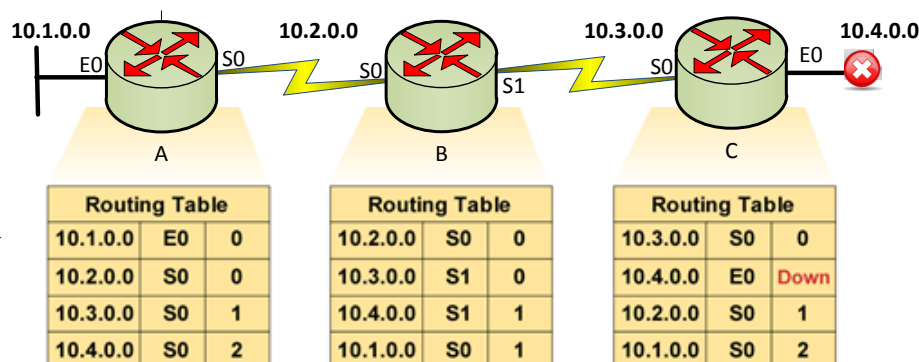 10.1.0.0 10.2.0.0 10.3.0.0 10.4.0.0
E0 S0 S0 S1 S0 E0
A B C
Routing Table
10.1.0.0 E0 0
10.2.0.0 S0 0
10.3.0.0 S0 1
10.4.0.0 S0 2
Routing Table
10.2.0.0 S0 0
10.3.0.0 S1 0
10.4.0.0 S1 1
10.1.0.0 S0 1
Routing Table
10.3.0.0 S0 0
10.4.0.0 E0 Down
10.2.0.0 S0 1
10.1.0.0 S0 2